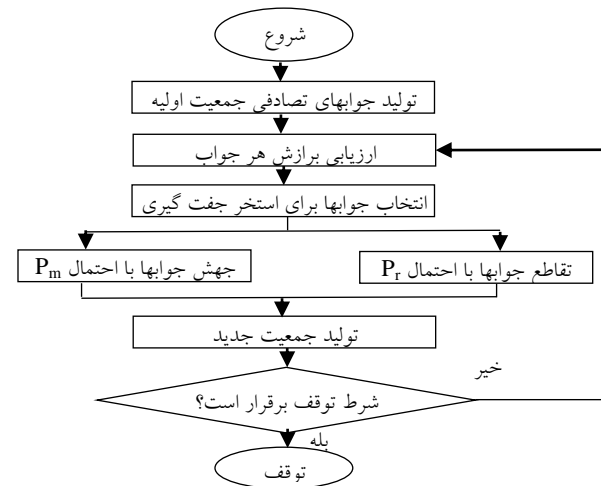 شروع
تولید جوابهای تصادفی جمعیت اولیه
ارزیابی برازش هر جواب
انتخاب جوابها برای استخر جفت گیری
تقاطع جوابها با احتمال Pr
جهش جوابها با احتمال Pm
تولید جمعیت جدید
خیر
شرط توقف برقرار است؟
بله
توقف